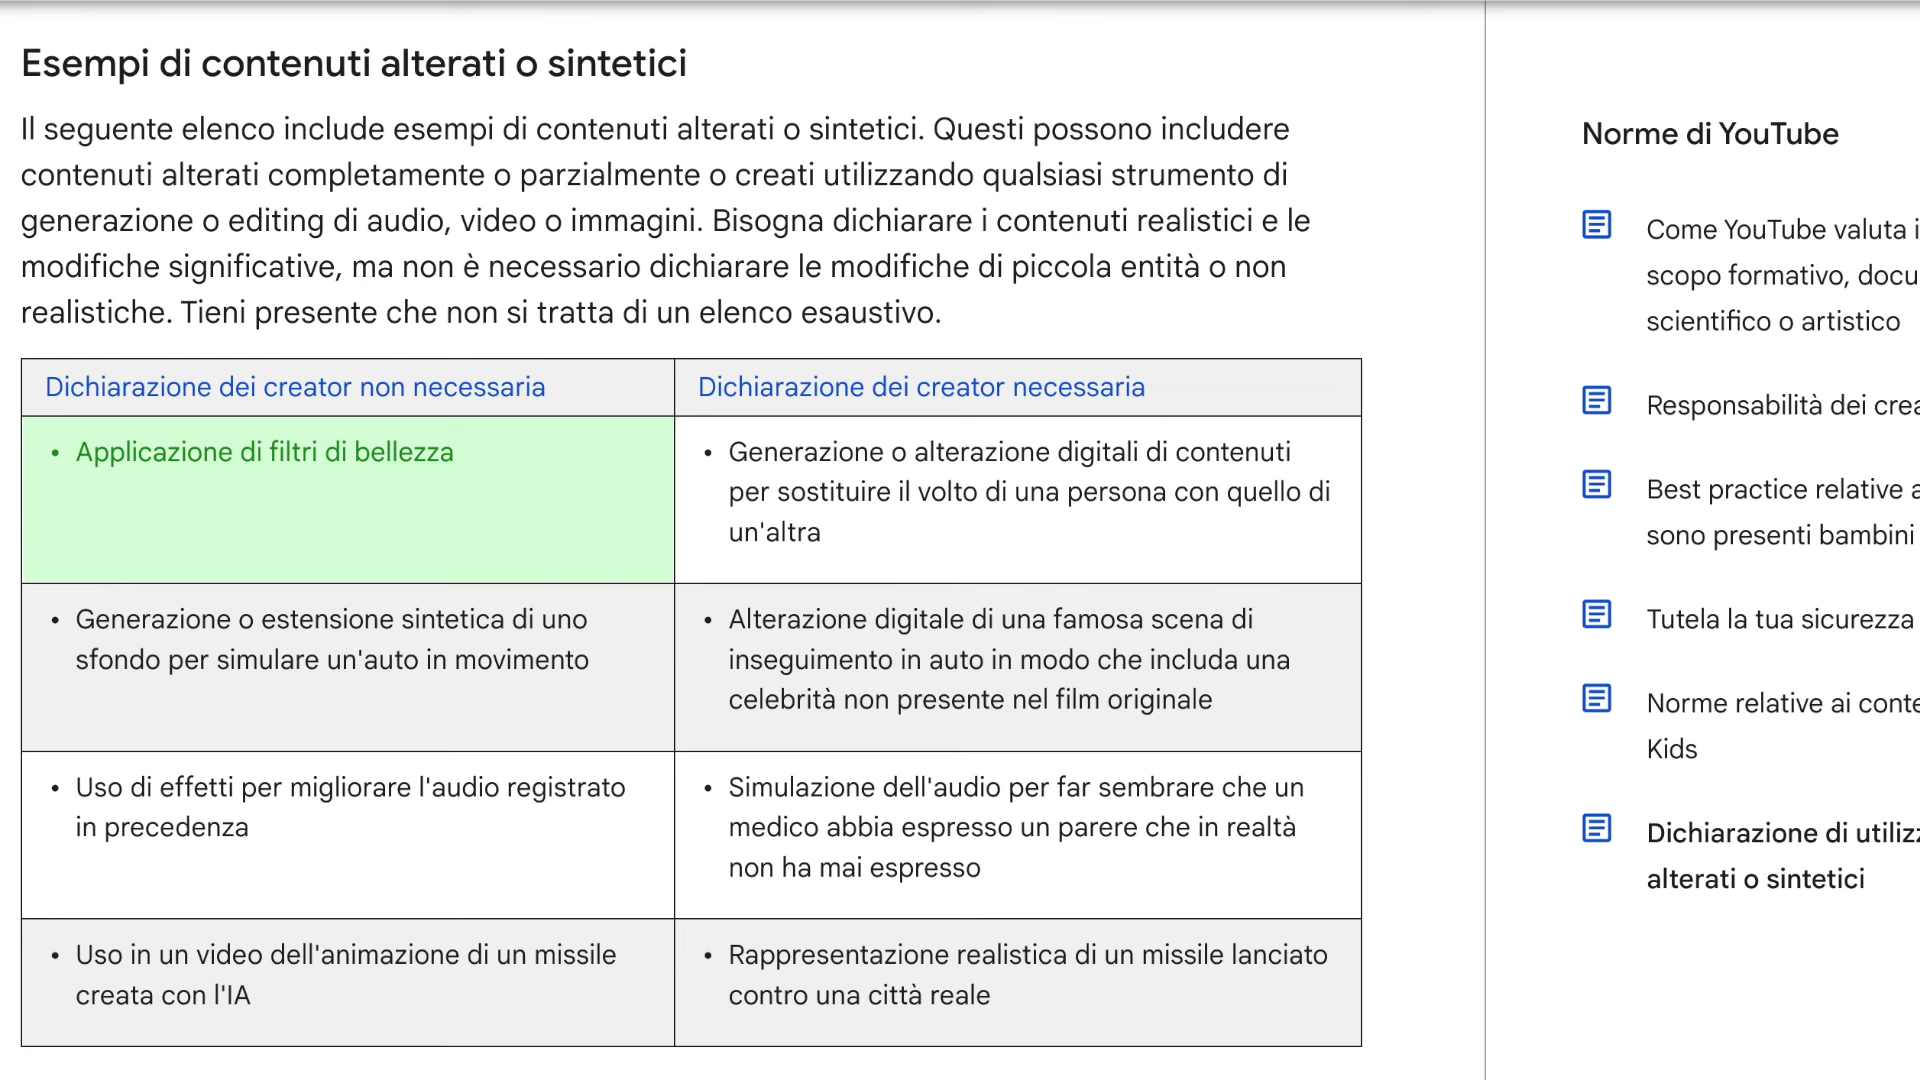 Esempi di contenuti alterati o sintetici
Il seguente elenco include esempi di contenuti alterati o sintetici. Questi possono includere
contenuti alterati completamente o parzialmente o creati utilizzando qualsiasi strumento di
generazione o editing di audio, video o immagini. Bisogna dichiarare i contenuti realistici e le
modifiche significative, ma non è necessario dichiarare le modifiche di piccola entità o non
realistiche. Tieni presente che non si tratta di un elenco esaustivo.
Dichiarazione dei creator non necessaria
Dichiarazione dei creator necessaria
• Applicazione di filtri di bellezza
• Generazione o alterazione digitali di contenuti
per sostituire il volto di una persona con quello di
un'altra
• Generazione o estensione sintetica di uno
sfondo per simulare un'auto in movimento
• Alterazione digitale di una famosa scena di
inseguimento in auto in modo che includa una
celebrità non presente nel film originale
• Uso di effetti per migliorare l'audio registrato
in precedenza
• Simulazione dell'audio per far sembrare che un
medico abbia espresso un parere che in realtà
non ha mai espresso
• Uso in un video dell'animazione di un missile
creata con l'IA
• Rappresentazione realistica di un missile lanciato
contro una città reale
Norme di YouTube
Come YouTube valuta i
scopo formativo, docu
scientifico o artistico
Responsabilità dei crea
Best practice relative a
sono presenti bambini
Tutela la tua sicurezza
Norme relative ai conte
Kids
Dichiarazione di utilizz
alterati o sintetici